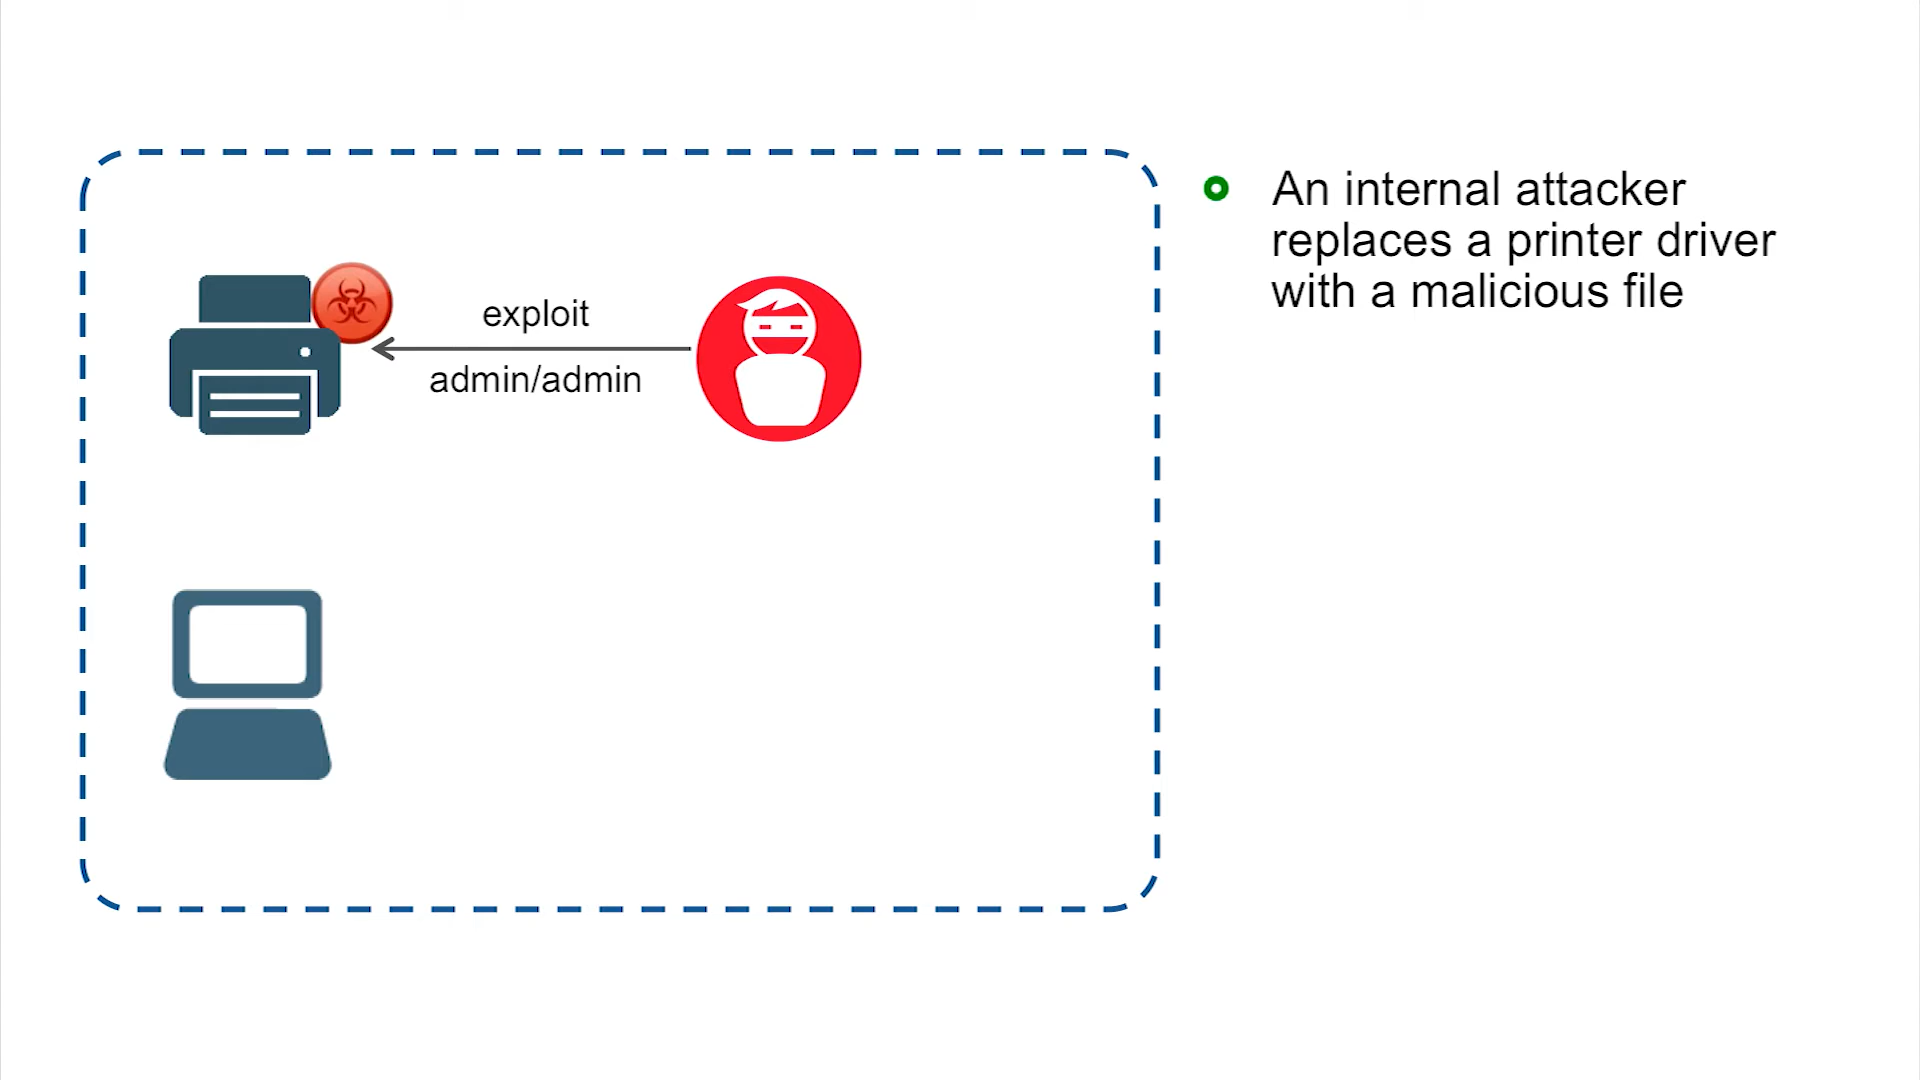 exploit
admin/admin
An internal attacker
replaces a printer driver
with a malicious file